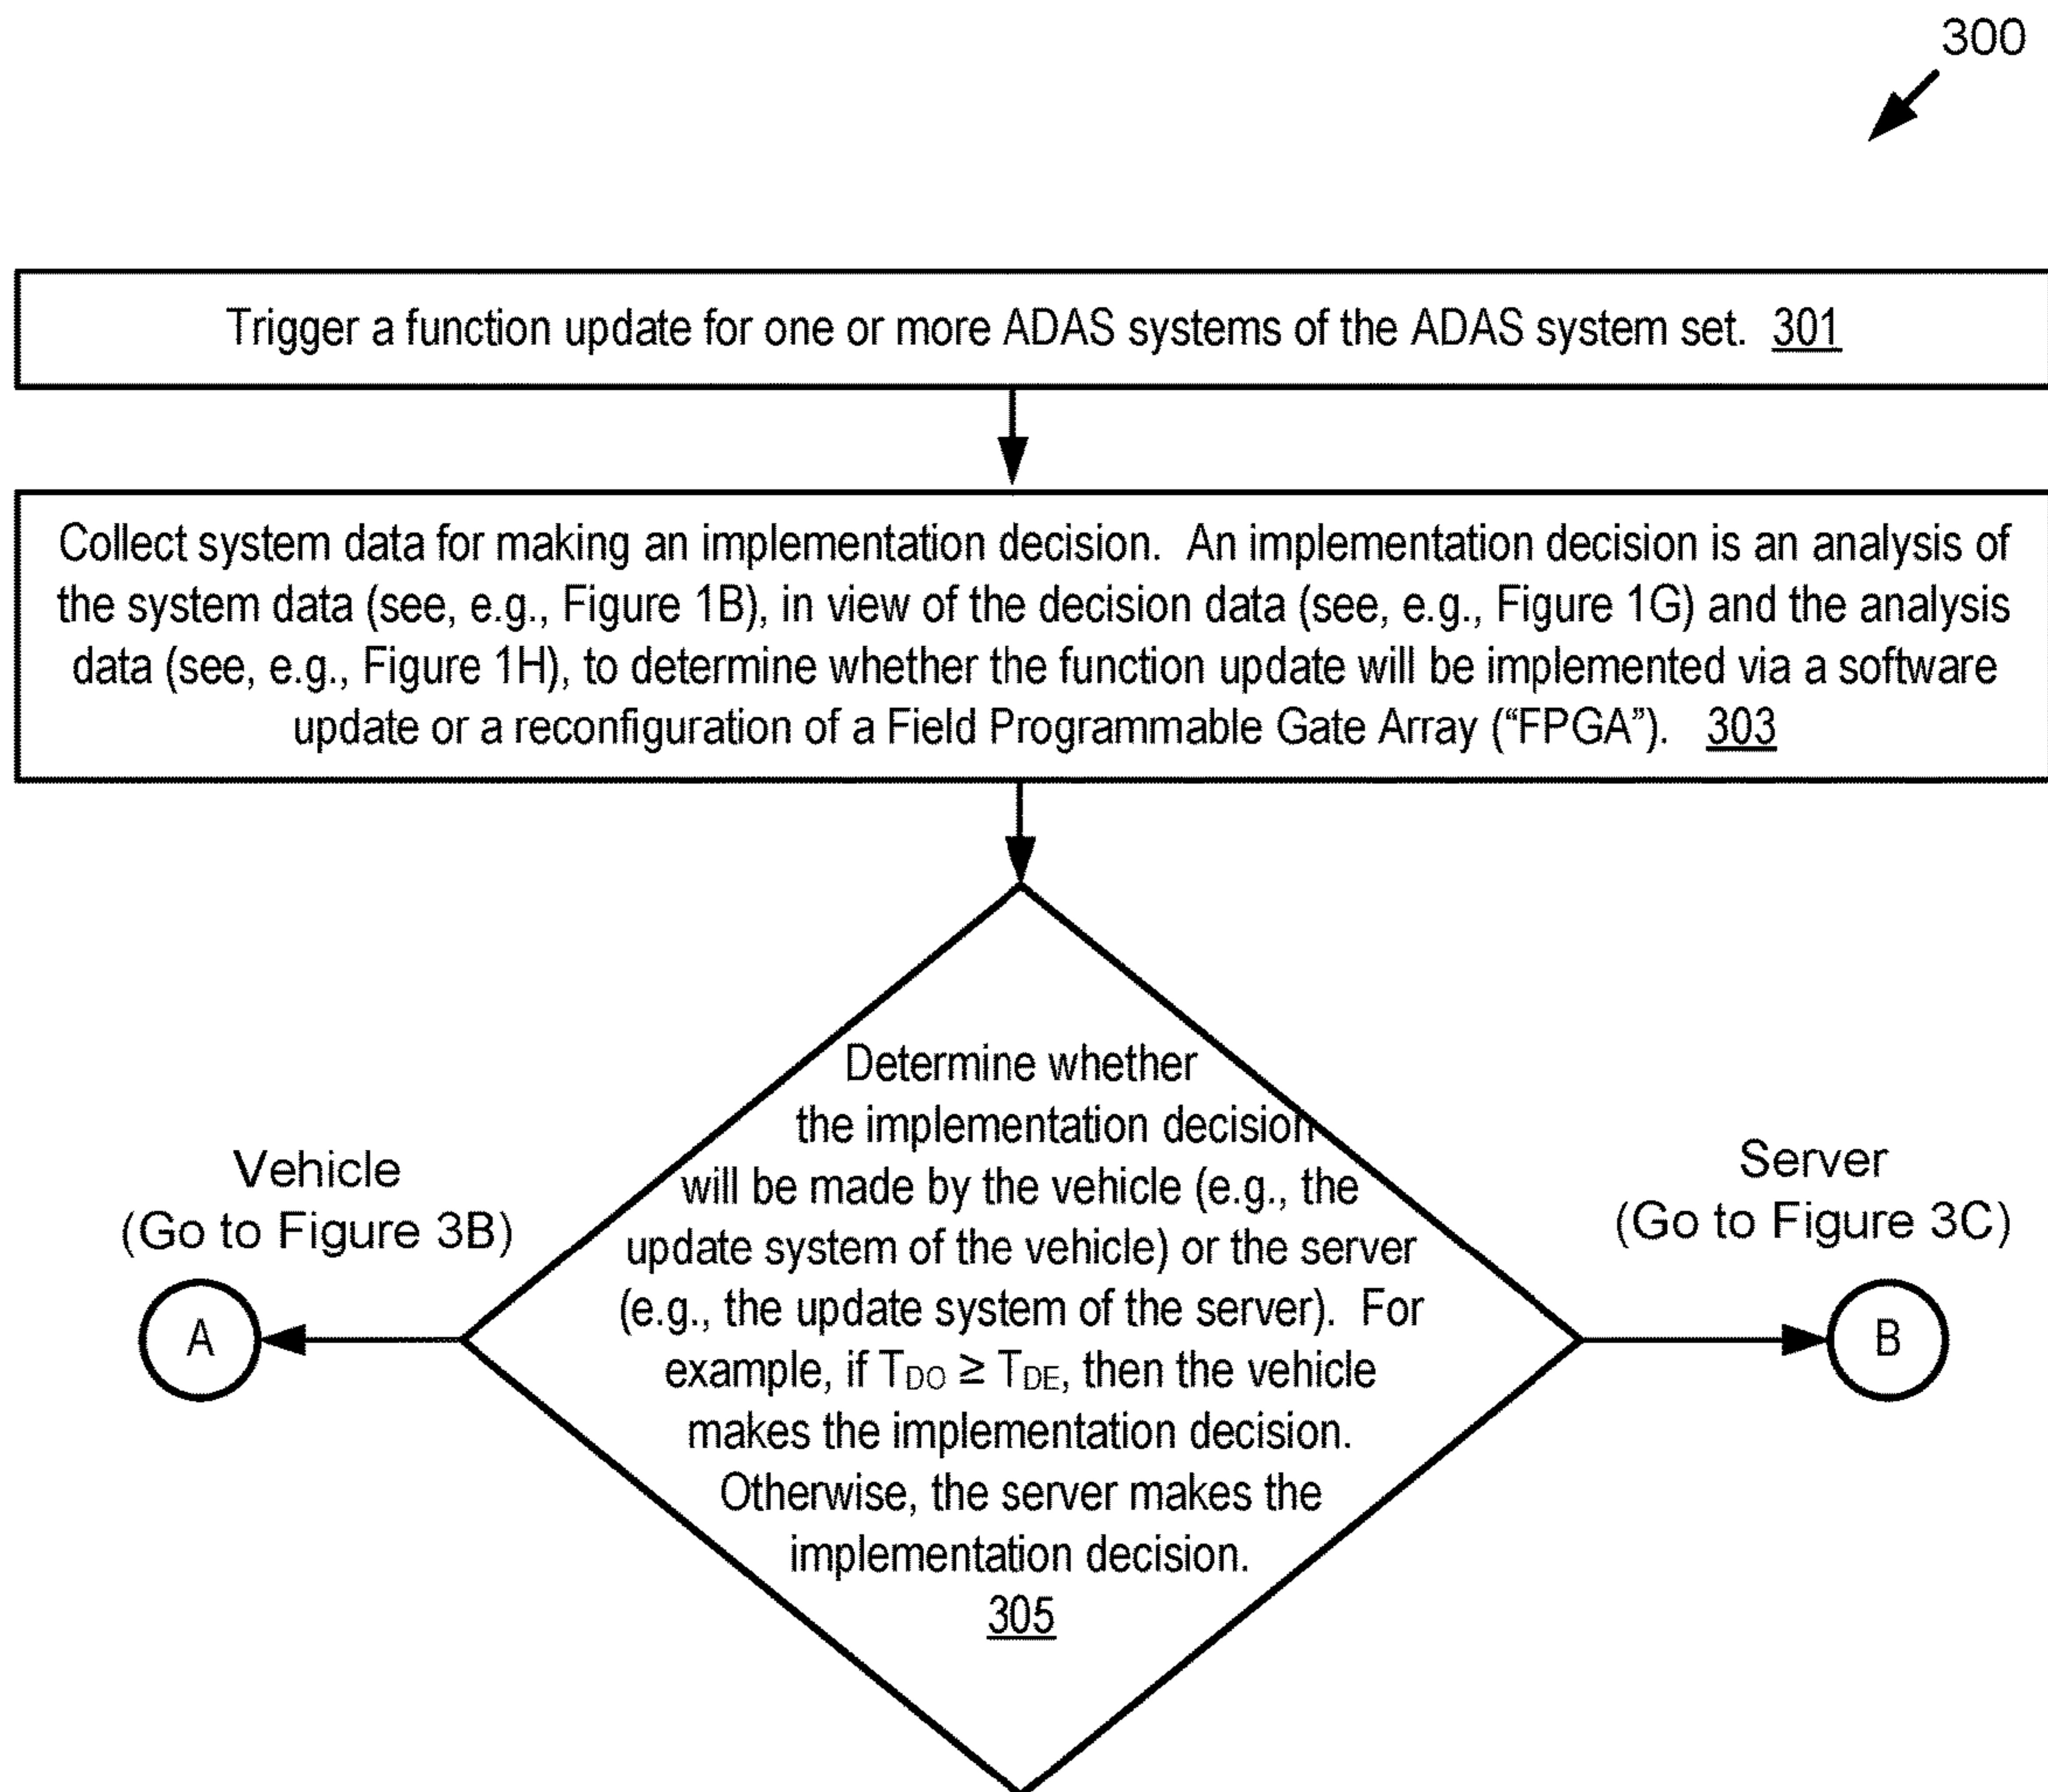 300
Trigger a function update for one or more ADAS systems of the ADAS system set. 301
Collect system data for making an implementation decision. An implementation decision is an analysis of
the system data (see, e.g., Figure 1B), in view of the decision data (see, e.g., Figure 1G) and the analysis
data (see, e.g., Figure 1H), to determine whether the function update will be implemented via a software
update or a reconfiguration of a Field Programmable Gate Array (“FPGA”). 303
Determine whether
the implementation decision
will be made by the vehicle (e.g., the
update system of the vehicle) or the server
(e.g., the update system of the server). For
example, if TDO ≥ TDE, then the vehicle
makes the implementation decision.
Otherwise, the server makes the
implementation decision.
305
Vehicle
(Go to Figure 3B)
A
Server
(Go to Figure 3C)
B